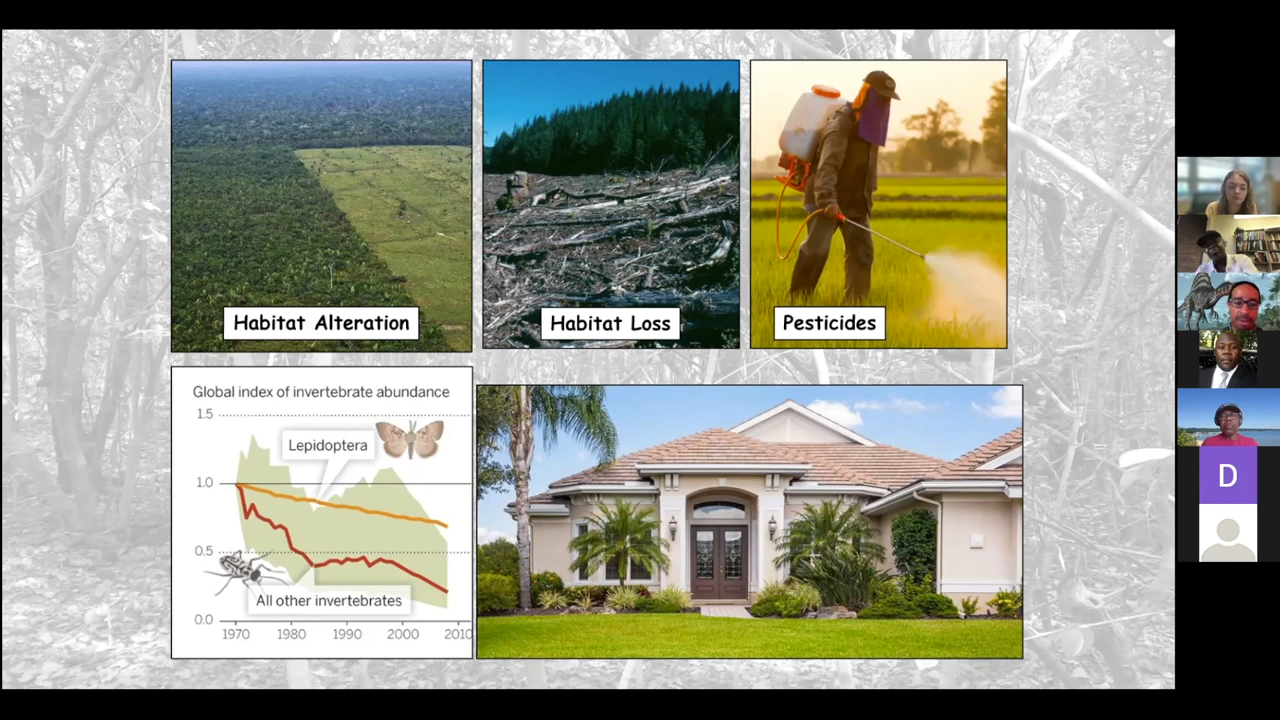 Habitat Alteration
Habitat Loss
Pesticides
Global index of invertebrate abundance
1.5
Lepidoptera
1.0
0.5
All other invertebrates
0.0
1970 1980 1990 2000 2010
D